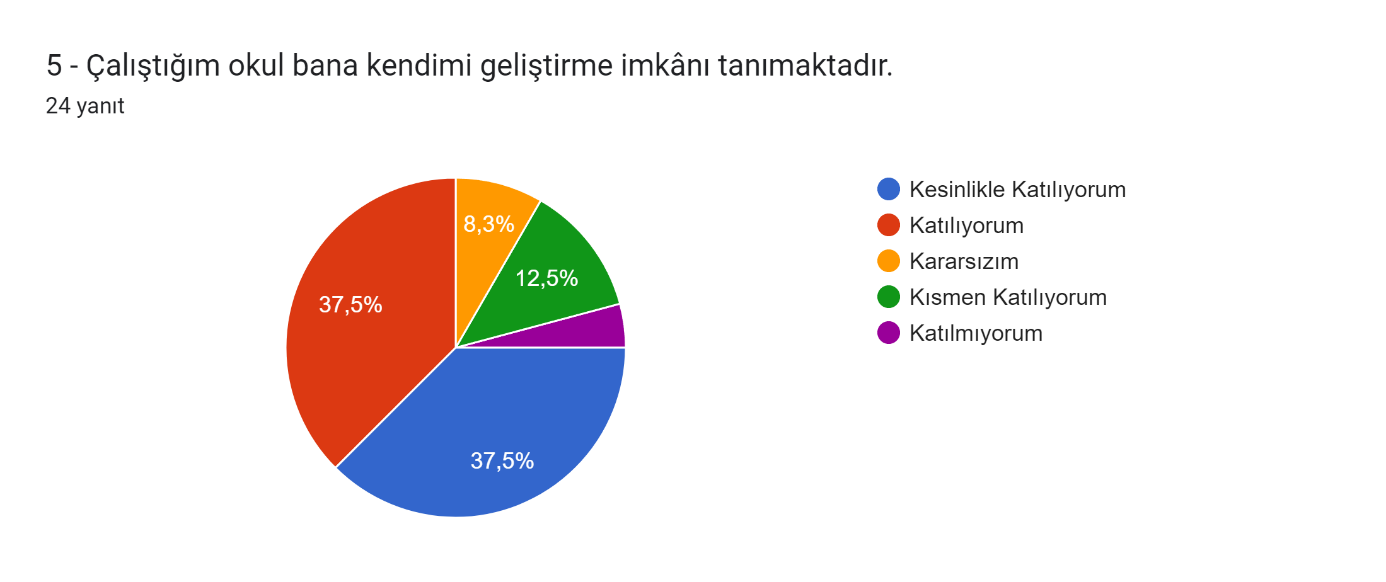 5 - Çalıştığım okul bana kendimi geliştirme imkânı tanımaktadır.
24 yanıt
8,3%
12,5%
37,5%
37,5%
Kesinlikle Katılıyorum
Katılıyorum
Kararsızım
Kısmen Katılıyorum
Katılmıyorum